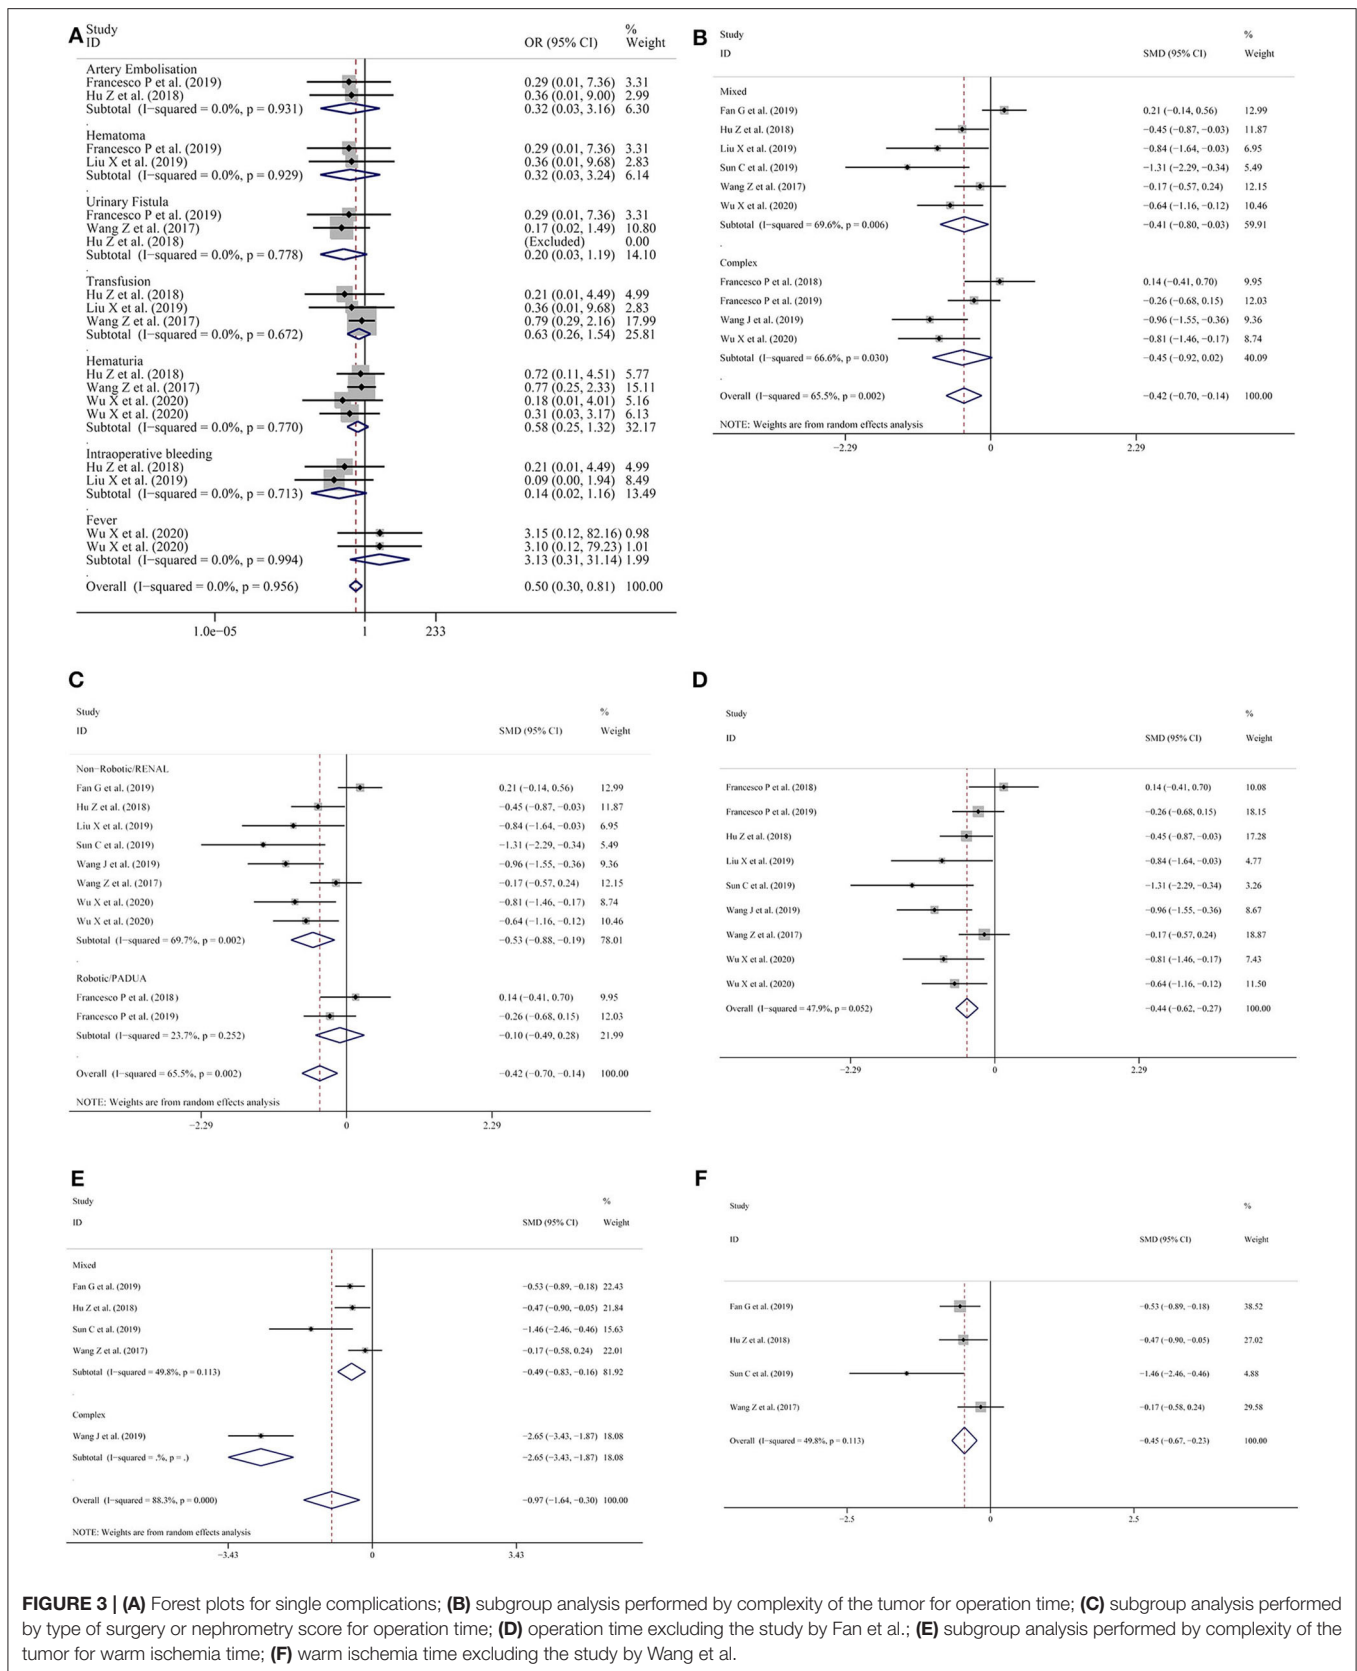 A
Study
ID OR (95% CI) % Weight
Artery Embolisation
Francesco P et al. (2019) 0.29 (0.01, 7.36) 3.31
Hu Z et al. (2018) 0.36 (0.01, 9.00) 2.99
Subtotal (I−squared = 0.0%, p = 0.931) 0.32 (0.03, 3.16) 6.30
.
Hematoma
Francesco P et al. (2019) 0.29 (0.01, 7.36) 3.31
Liu X et al. (2019) 0.36 (0.01, 9.68) 2.83
Subtotal (I−squared = 0.0%, p = 0.929) 0.32 (0.03, 3.24) 6.14
.
Urinary Fistula
Francesco P et al. (2019) 0.29 (0.01, 7.36) 3.31
Wang Z et al. (2017) 0.17 (0.02, 1.49) 10.80
Hu Z et al. (2018) (Excluded) 0.00
Subtotal (I−squared = 0.0%, p = 0.778) 0.20 (0.03, 1.19) 14.10
.
Transfusion
Hu Z et al. (2018) 0.21 (0.01, 4.49) 4.99
Liu X et al. (2019) 0.36 (0.01, 9.68) 2.83
Wang Z et al. (2017) 0.79 (0.29, 2.16) 17.99
Subtotal (I−squared = 0.0%, p = 0.672) 0.63 (0.26, 1.54) 25.81
.
Hematuria
Hu Z et al. (2018) 0.72 (0.11, 4.51) 5.77
Wang Z et al. (2017) 0.77 (0.25, 2.33) 15.11
Wu X et al. (2020) 0.18 (0.01, 4.01) 5.16
Wu X et al. (2020) 0.31 (0.03, 3.17) 6.13
Subtotal (I−squared = 0.0%, p = 0.770) 0.58 (0.25, 1.32) 32.17
.
Intraoperative bleeding
Hu Z et al. (2018) 0.21 (0.01, 4.49) 4.99
Liu X et al. (2019) 0.09 (0.00, 1.94) 8.49
Subtotal (I−squared = 0.0%, p = 0.713) 0.14 (0.02, 1.16) 13.49
.
Fever
Wu X et al. (2020) 3.15 (0.12, 82.16) 0.98
Wu X et al. (2020) 3.10 (0.12, 79.23) 1.01
Subtotal (I−squared = 0.0%, p = 0.994) 3.13 (0.31, 31.14) 1.99
.
Overall (I−squared = 0.0%, p = 0.956) 0.50 (0.30, 0.81) 100.00
1.0e−05 1 233
B
Study %
ID SMD (95% CI) Weight
Mixed
Fan G et al. (2019) 0.21 (−0.14, 0.56) 12.99
Hu Z et al. (2018) −0.45 (−0.87, −0.03) 11.87
Liu X et al. (2019) −0.84 (−1.64, −0.03) 6.95
Sun C et al. (2019) −1.31 (−2.29, −0.34) 5.49
Wang Z et al. (2017) −0.17 (−0.57, 0.24) 12.15
Wu X et al. (2020) −0.64 (−1.16, −0.12) 10.46
Subtotal (I−squared = 69.6%, p = 0.006) −0.41 (−0.80, −0.03) 59.91
.
Complex
Francesco P et al. (2018) 0.14 (−0.41, 0.70) 9.95
Francesco P et al. (2019) −0.26 (−0.68, 0.15) 12.03
Wang J et al. (2019) −0.96 (−1.55, −0.36) 9.36
Wu X et al. (2020) −0.81 (−1.46, −0.17) 8.74
Subtotal (I−squared = 66.6%, p = 0.030) −0.45 (−0.92, 0.02) 40.09
.
Overall (I−squared = 65.5%, p = 0.002) −0.42 (−0.70, −0.14) 100.00
NOTE: Weights are from random effects analysis
−2.29 0 2.29
C
Study %
ID SMD (95% CI) Weight
Non−Robotic/RENAL
Fan G et al. (2019) 0.21 (−0.14, 0.56) 12.99
Hu Z et al. (2018) −0.45 (−0.87, −0.03) 11.87
Liu X et al. (2019) −0.84 (−1.64, −0.03) 6.95
Sun C et al. (2019) −1.31 (−2.29, −0.34) 5.49
Wang J et al. (2019) −0.96 (−1.55, −0.36) 9.36
Wang Z et al. (2017) −0.17 (−0.57, 0.24) 12.15
Wu X et al. (2020) −0.81 (−1.46, −0.17) 8.74
Wu X et al. (2020) −0.64 (−1.16, −0.12) 10.46
Subtotal (I−squared = 69.7%, p = 0.002) −0.53 (−0.88, −0.19) 78.01
.
Robotic/PADUA
Francesco P et al. (2018) 0.14 (−0.41, 0.70) 9.95
Francesco P et al. (2019) −0.26 (−0.68, 0.15) 12.03
Subtotal (I−squared = 23.7%, p = 0.252) −0.10 (−0.49, 0.28) 21.99
.
Overall (I−squared = 65.5%, p = 0.002) −0.42 (−0.70, −0.14) 100.00
NOTE: Weights are from random effects analysis
−2.29 0 2.29
D
Study %
ID SMD (95% CI) Weight
Francesco P et al. (2018) 0.14 (−0.41, 0.70) 10.08
Francesco P et al. (2019) −0.26 (−0.68, 0.15) 18.15
Hu Z et al. (2018) −0.45 (−0.87, −0.03) 17.28
Liu X et al. (2019) −0.84 (−1.64, −0.03) 4.77
Sun C et al. (2019) −1.31 (−2.29, −0.34) 3.26
Wang J et al. (2019) −0.96 (−1.55, −0.36) 8.67
Wang Z et al. (2017) −0.17 (−0.57, 0.24) 18.87
Wu X et al. (2020) −0.81 (−1.46, −0.17) 7.43
Wu X et al. (2020) −0.64 (−1.16, −0.12) 11.50
Overall (I−squared = 47.9%, p = 0.052) −0.44 (−0.62, −0.27) 100.00
−2.29 0 2.29
E
Study %
ID SMD (95% CI) Weight
Mixed
Fan G et al. (2019) −0.53 (−0.89, −0.18) 22.43
Hu Z et al. (2018) −0.47 (−0.90, −0.05) 21.84
Sun C et al. (2019) −1.46 (−2.46, −0.46) 15.63
Wang Z et al. (2017) −0.17 (−0.58, 0.24) 22.01
Subtotal (I−squared = 49.8%, p = 0.113) −0.49 (−0.83, −0.16) 81.92
.
Complex
Wang J et al. (2019) −2.65 (−3.43, −1.87) 18.08
Subtotal (I−squared = .%, p = .) −2.65 (−3.43, −1.87) 18.08
.
Overall (I−squared = 88.3%, p = 0.000) −0.97 (−1.64, −0.30) 100.00
NOTE: Weights are from random effects analysis
−3.43 0 3.43
F
Study %
ID SMD (95% CI) Weight
Fan G et al. (2019) −0.53 (−0.89, −0.18) 38.52
Hu Z et al. (2018) −0.47 (−0.90, −0.05) 27.02
Sun C et al. (2019) −1.46 (−2.46, −0.46) 4.88
Wang Z et al. (2017) −0.17 (−0.58, 0.24) 29.58
Overall (I−squared = 49.8%, p = 0.113) −0.45 (−0.67, −0.23) 100.00
−2.5 0 2.5
FIGURE 3 | (A) Forest plots for single complications; (B) subgroup analysis performed by complexity of the tumor for operation time; (C) subgroup analysis performed
by type of surgery or nephrometry score for operation time; (D) operation time excluding the study by Fan et al.; (E) subgroup analysis performed by complexity of the
tumor for warm ischemia time; (F) warm ischemia time excluding the study by Wang et al.